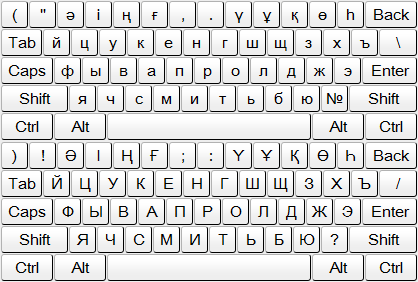 ( " ә і ң ғ , . ү ұ қ ө һ Back
Tab й ц у к е н г ш щ з х ъ \
Caps ф ы в а п р о л д ж э Enter
Shift я ч с м и т ь б ю № Shift
Ctrl Alt Alt Ctrl
) ! Ә І Ң Ғ ; : Ү Ұ Қ Ө Һ Back
Tab Й Ц У К Е Н Г Ш Щ З Х Ъ /
Caps Ф Ы В А П Р О Л Д Ж Э Enter
Shift Я Ч С М И Т Ь Б Ю ? Shift
Ctrl Alt Alt Ctrl